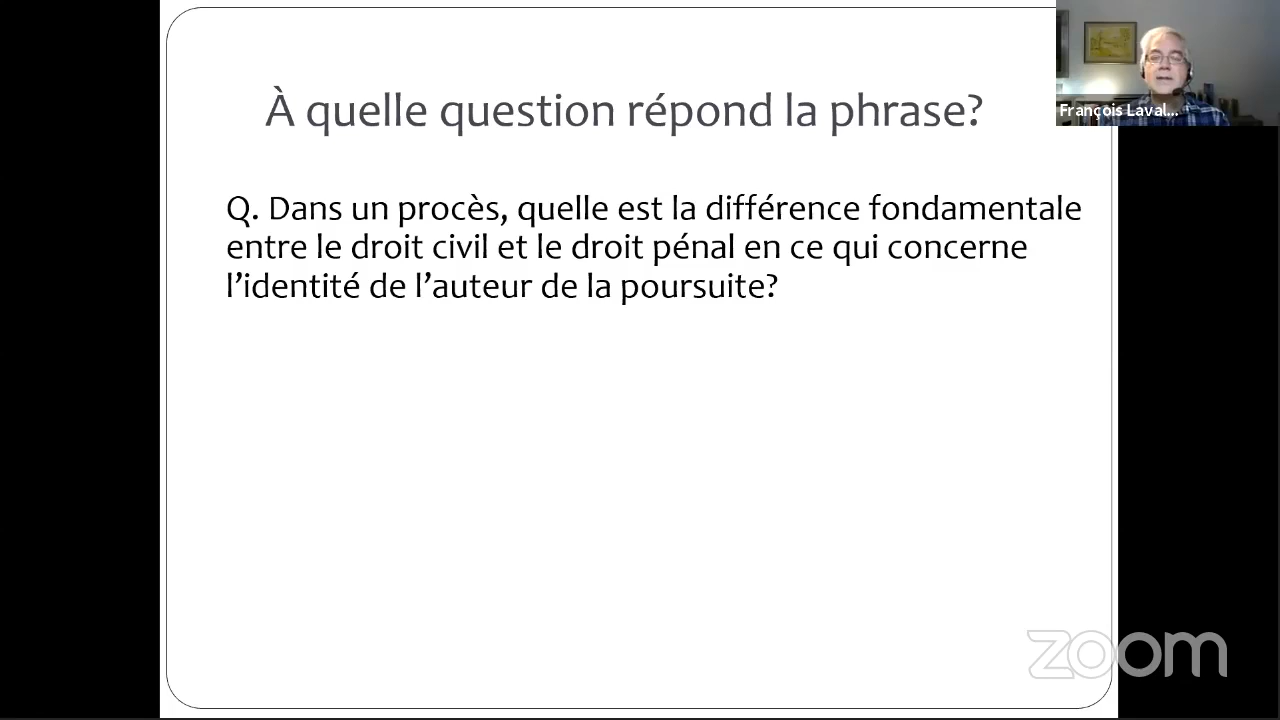 À quelle question répond la phrase?
François Laval...
Q. Dans un procès, quelle est la différence fondamentale
entre le droit civil et le droit pénal en ce qui concerne
l’identité de l’auteur de la poursuite?
zoom